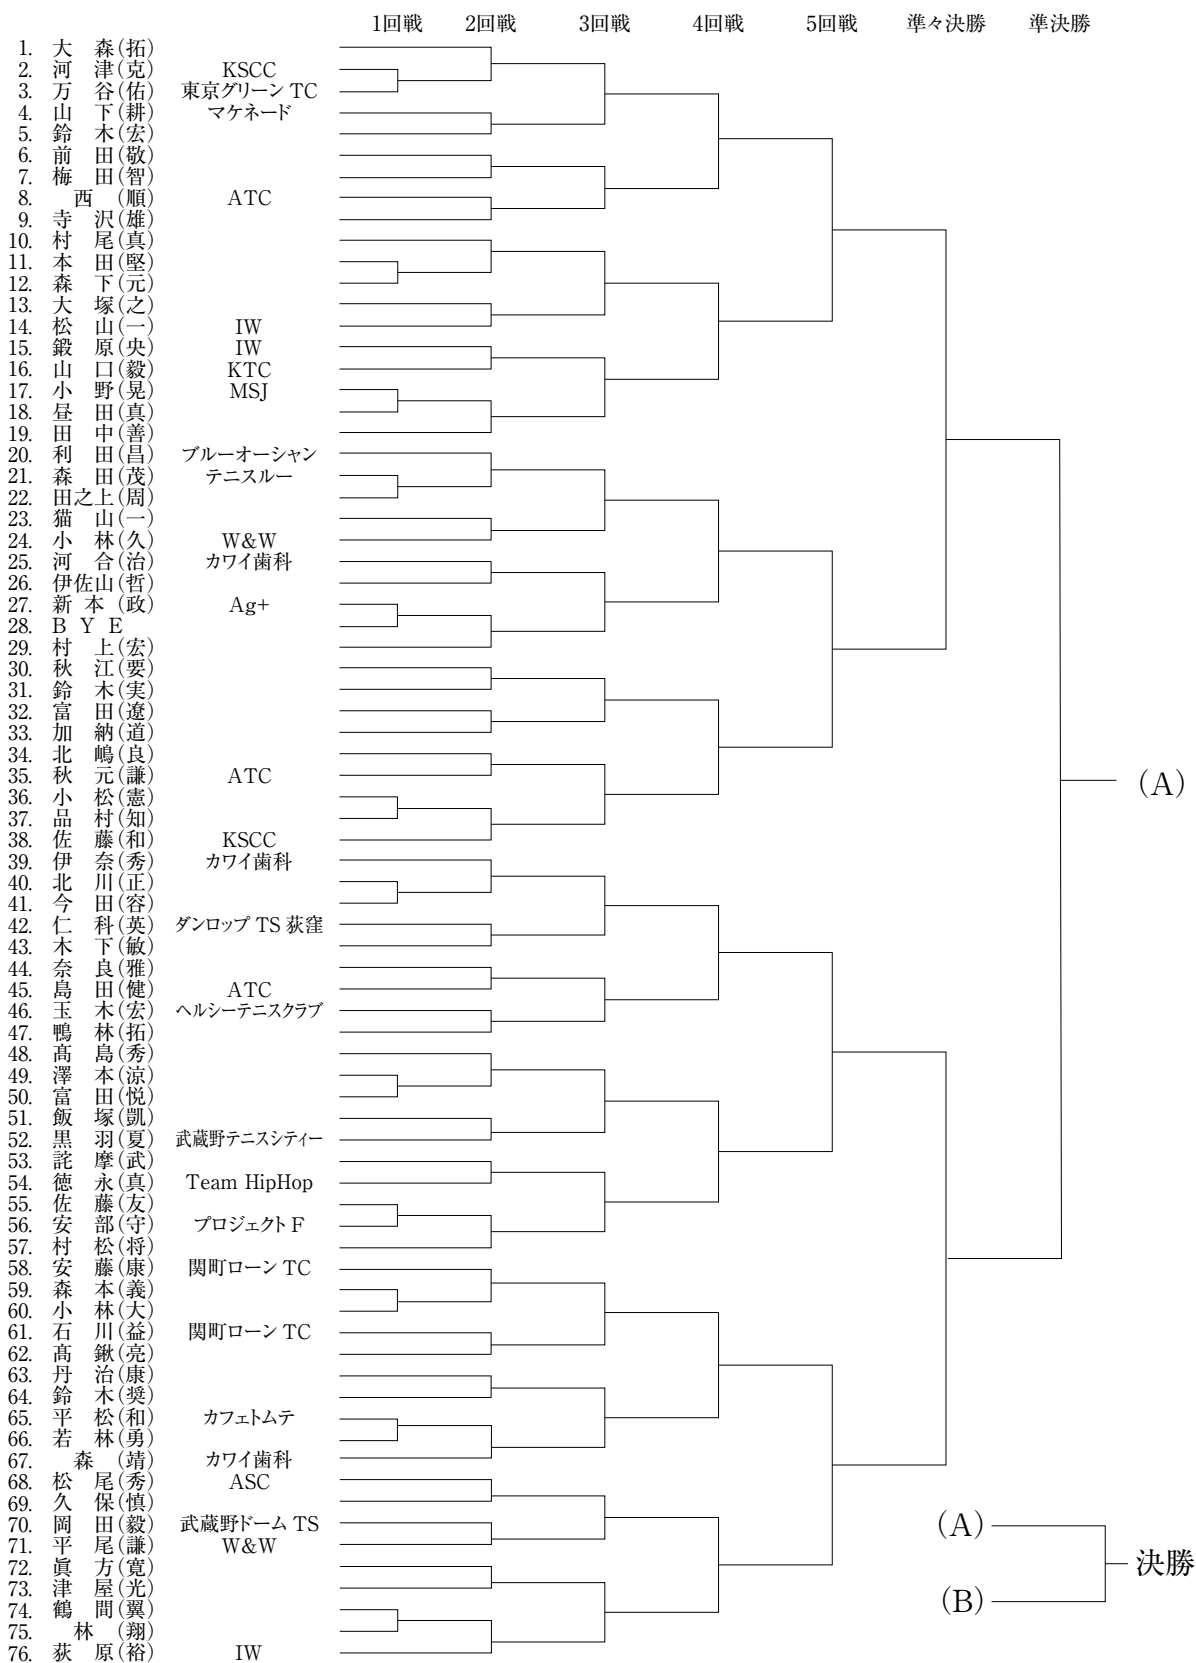 1回戦 2回戦 3回戦 4回戦 5回戦 準々決勝 準決勝
1. 大 森(拓)
2. 河 津(克) KSCC
3. 万 谷(佑) 東京グリーン TC
4. 山 下(耕) マケネード
5. 鈴 木(宏)
6. 前 田(敬)
7. 梅 田(智)
8. 西 (順) ATC
9. 寺 沢(雄)
10. 村 尾(真)
11. 本 田(堅)
12. 森 下(元)
13. 大 塚(之)
14. 松 山(一) IW
15. 鍛 原(央) IW
16. 山 口(毅) KTC
17. 小 野(晃) MSJ
18. 昼 田(真)
19. 田 中(善)
20. 利 田(昌) ブルーオーシャン
21. 森 田(茂) テニスルー
22. 田之上(周)
23. 猫 山(一)
24. 小 林(久) W&W
25. 河 合(治) カワイ歯科
26. 伊佐山(哲)
27. 新 本 (政) Ag+
28. B Y E
29. 村 上(宏)
30. 秋 江(要)
31. 鈴 木(実)
32. 富 田(遼)
33. 加 納(道)
34. 北 嶋(良)
35. 秋 元(謙) ATC
36. 小 松(憲)
37. 品 村(知)
38. 佐 藤(和) KSCC
39. 伊 奈(秀) カワイ歯科
40. 北 川(正)
41. 今 田(容)
42. 仁 科(英) ダンロップ TS 荻窪
43. 木 下(敏)
44. 奈 良(雅)
45. 島 田(健) ATC
46. 玉 木(宏) ヘルシーテニスクラブ
47. 鴨 林(拓)
48. 髙 島(秀)
49. 澤 本(涼)
50. 富 田(悦)
51. 飯 塚(凱)
52. 黒 羽(夏) 武蔵野テニスシティー
53. 詫 摩(武)
54. 徳 永(真) Team HipHop
55. 佐 藤(友)
56. 安 部(守) プロジェクト F
57. 村 松(将)
58. 安 藤(康) 関町ローン TC
59. 森 本(義)
60. 小 林(大)
61. 石 川(益) 関町ローン TC
62. 髙 鍬(亮)
63. 丹 治(康)
64. 鈴 木(奨)
65. 平 松(和) カフェトムテ
66. 若 林(勇)
67. 森 (靖) カワイ歯科
68. 松 尾(秀) ASC
69. 久 保(慎)
70. 岡 田(毅) 武蔵野ドーム TS
71. 平 尾(謙) W&W
72. 眞 方(寛)
73. 津 屋(光)
74. 鶴 間(翼)
75. 林 (翔)
76. 荻 原(裕) IW
(A)
(A)
決勝
(B)